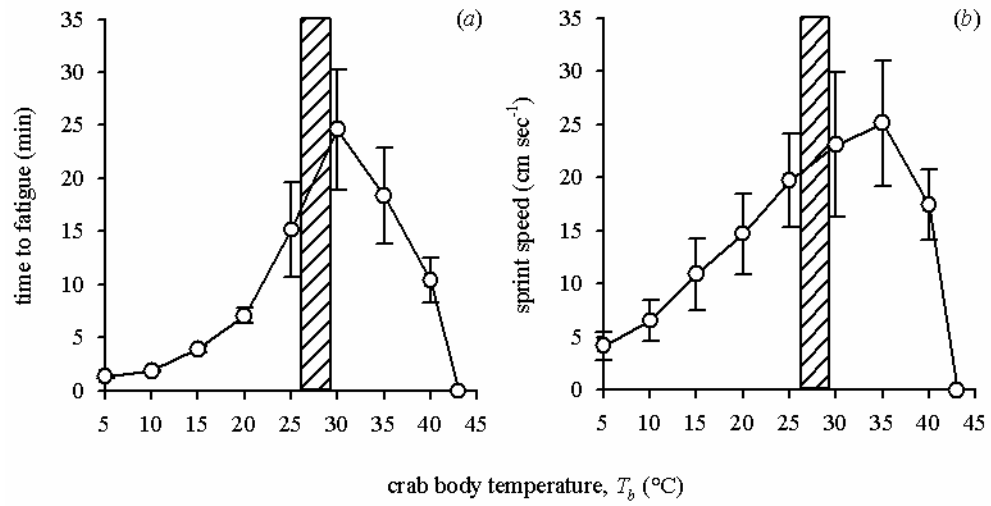 (a)
time to fatigue (min)
35
30
25
20
15
10
5
0
5 10 15 20 25 30 35 40 45
(b)
sprint speed (cm sec⁻¹)
35
30
25
20
15
10
5
0
5 10 15 20 25 30 35 40 45
crab body temperature, T_b (°C)